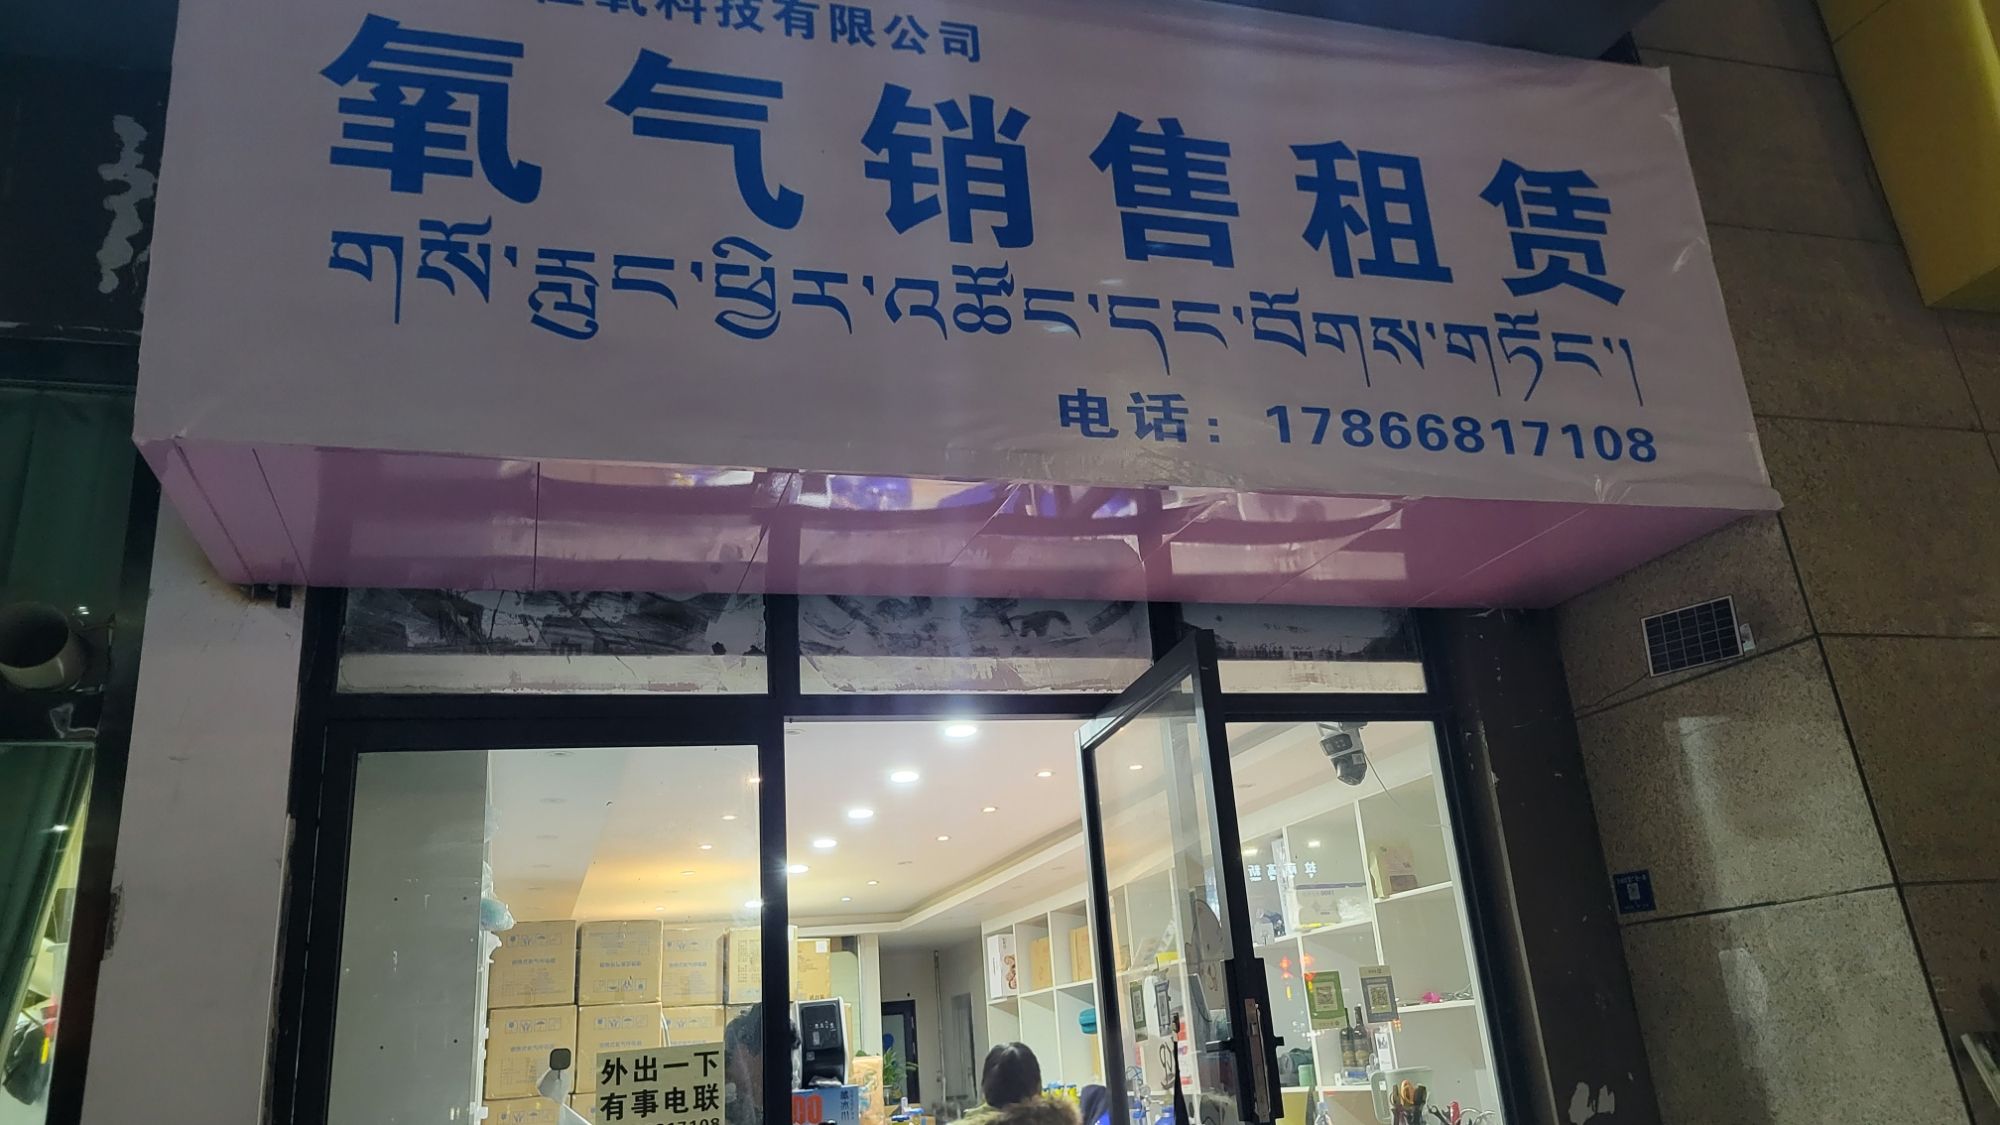 氧科技有限公司
氧气销售租赁
གསོ་རླུང་ཕྱིར་འཚོང་དང་བོགས་གཏོང་།
电话：17866817108
外出一下
有事电联